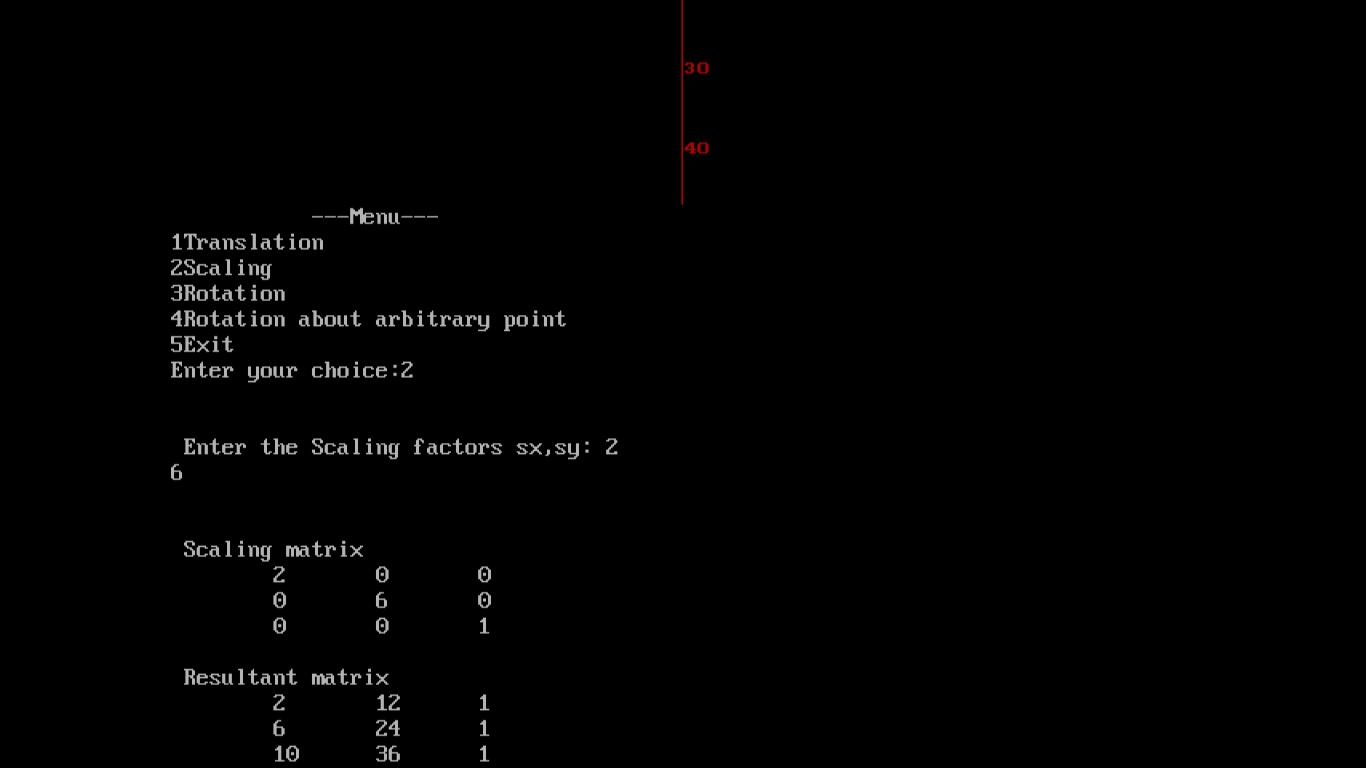 30
40
---Menu---
1Translation
2Scaling
3Rotation
4Rotation about arbitrary point
5Exit
Enter your choice:2
Enter the Scaling factors sx,sy: 2
6
Scaling matrix
2 0 0
0 6 0
0 0 1
Resultant matrix
2 12 1
6 24 1
10 36 1